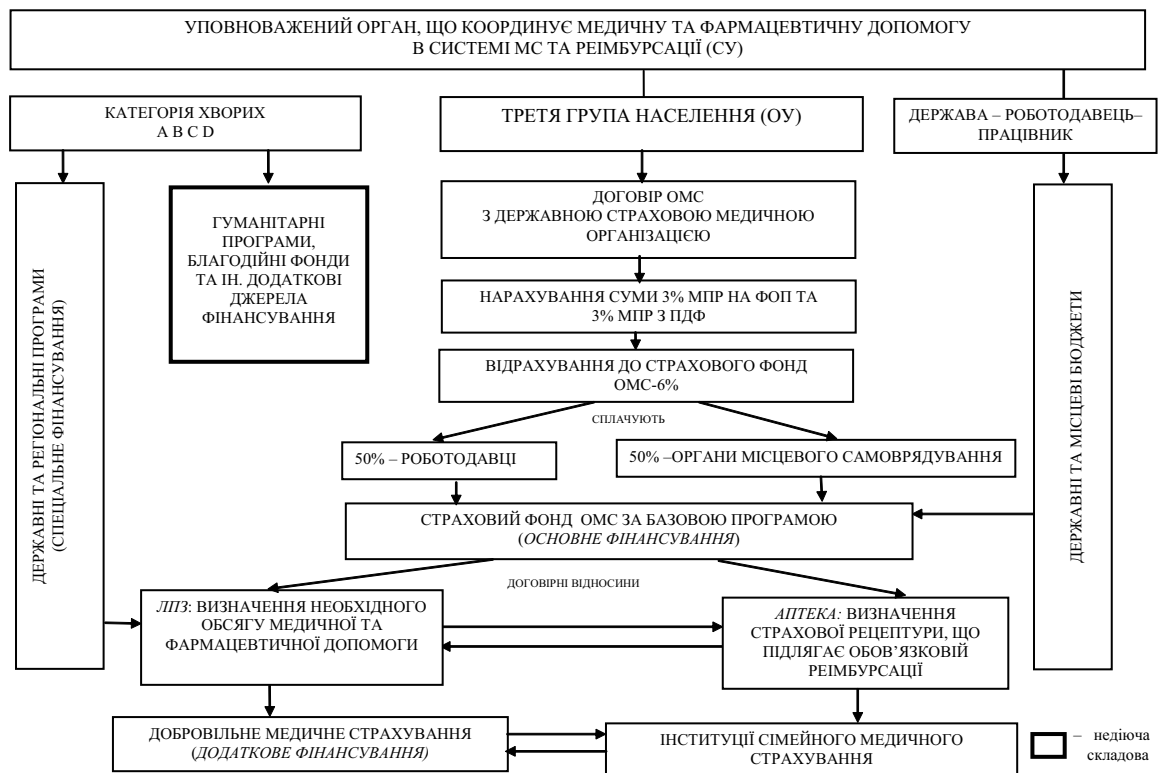 УПОВНОВАЖЕНИЙ ОРГАН, ЩО КООРДИНУЄ МЕДИЧНУ ТА ФАРМАЦЕВТИЧНУ ДОПОМОГУ
В СИСТЕМІ МС ТА РЕІМБУРСАЦІЇ (СУ)
КАТЕГОРІЯ ХВОРИХ
A B C D
ТРЕТЯ ГРУПА НАСЕЛЕННЯ (ОУ)
ДЕРЖАВА – РОБОТОДАВЕЦЬ–
ПРАЦІВНИК
ДЕРЖАВНІ ТА РЕГІОНАЛЬНІ ПРОГРАМИ
(СПЕЦІАЛЬНЕ ФІНАНСУВАННЯ)
ГУМАНІТАРНІ
ПРОГРАМИ,
БЛАГОДІЙНІ ФОНДИ
ТА ІН. ДОДАТКОВІ
ДЖЕРЕЛА
ФІНАНСУВАННЯ
ДОГОВІР ОМС
З ДЕРЖАВНОЮ СТРАХОВОЮ МЕДИЧНОЮ
ОРГАНІЗАЦІЄЮ
НАРАХУВАННЯ СУМИ 3% МПР НА ФОП ТА
3% МПР З ПДФ
ВІДРАХУВАННЯ ДО СТРАХОВОГО ФОНД
ОМС-6%
СПЛАЧУЮТЬ
50% – РОБОТОДАВЦІ
50% –ОРГАНИ МІСЦЕВОГО САМОВРЯДУВАННЯ
СТРАХОВИЙ ФОНД ОМС ЗА БАЗОВОЮ ПРОГРАМОЮ
(ОСНОВНЕ ФІНАНСУВАННЯ)
ДЕРЖАВНІ ТА МІСЦЕВІ БЮДЖЕТИ
ДОГОВІРНІ ВІДНОСИНИ
ЛПЗ: ВИЗНАЧЕННЯ НЕОБХІДНОГО
ОБСЯГУ МЕДИЧНОЇ ТА
ФАРМАЦЕВТИЧНОЇ ДОПОМОГИ
АПТЕКА: ВИЗНАЧЕННЯ
СТРАХОВОЇ РЕЦЕПТУРИ, ЩО
ПІДЛЯГАЄ ОБОВ'ЯЗКОВІЙ
РЕІМБУРСАЦІЇ
ДОБРОВІЛЬНЕ МЕДИЧНЕ СТРАХУВАННЯ
(ДОДАТКОВЕ ФІНАНСУВАННЯ)
ІНСТИТУЦІЇ СІМЕЙНОГО МЕДИЧНОГО
СТРАХУВАННЯ
– недіюча
складова